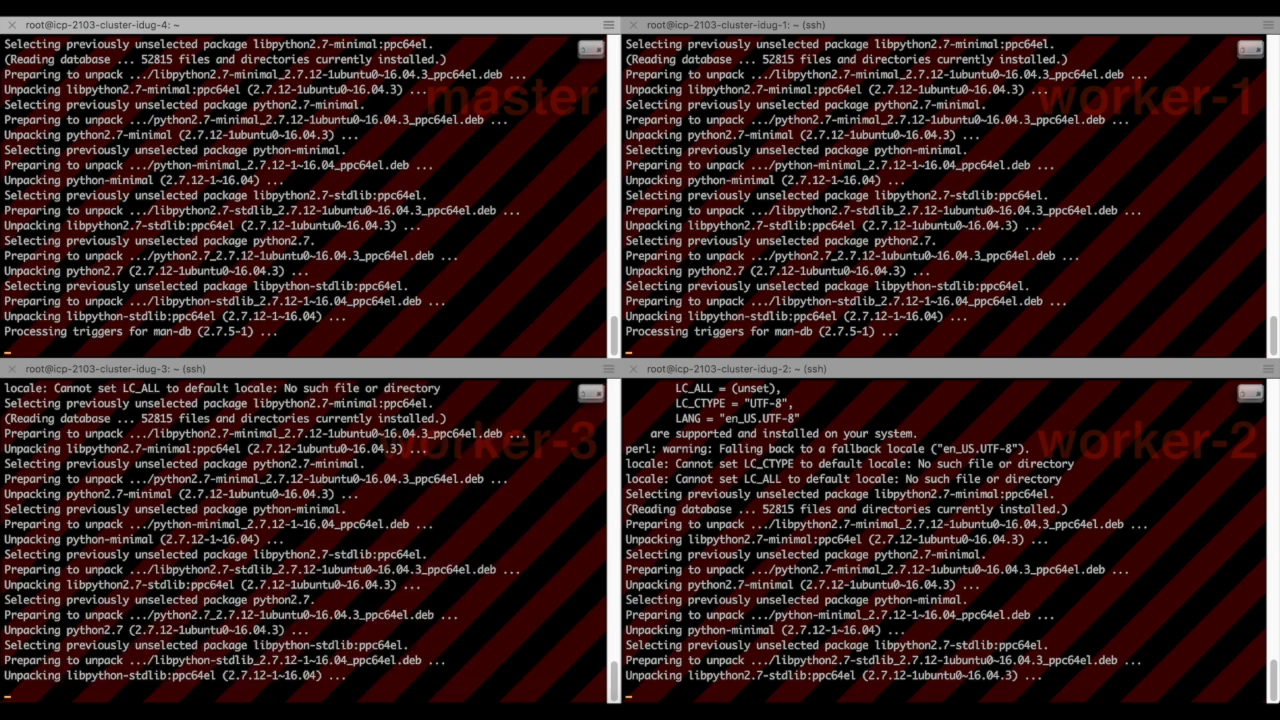 root@icp-2103-cluster-idug-4: ~
Selecting previously unselected package libpython2.7-minimal:ppc64el.
(Reading database ... 52815 files and directories currently installed.)
Preparing to unpack .../libpython2.7-minimal_2.7.12-1ubuntu0~16.04.3_ppc64el.deb ...
Unpacking libpython2.7-minimal:ppc64el (2.7.12-1ubuntu0~16.04.3) ...
master
Selecting previously unselected package python2.7-minimal.
Preparing to unpack .../python2.7-minimal_2.7.12-1ubuntu0~16.04.3_ppc64el.deb ...
Unpacking python2.7-minimal (2.7.12-1ubuntu0~16.04.3) ...
Selecting previously unselected package python-minimal.
Preparing to unpack .../python-minimal_2.7.12-1~16.04_ppc64el.deb ...
Unpacking python-minimal (2.7.12-1~16.04) ...
Selecting previously unselected package libpython2.7-stdlib:ppc64el.
Preparing to unpack .../libpython2.7-stdlib_2.7.12-1ubuntu0~16.04.3_ppc64el.deb ...
Unpacking libpython2.7-stdlib:ppc64el (2.7.12-1ubuntu0~16.04.3) ...
Selecting previously unselected package python2.7.
Preparing to unpack .../python2.7_2.7.12-1ubuntu0~16.04.3_ppc64el.deb ...
Unpacking python2.7 (2.7.12-1ubuntu0~16.04.3) ...
Selecting previously unselected package libpython-stdlib:ppc64el.
Preparing to unpack .../libpython-stdlib_2.7.12-1~16.04_ppc64el.deb ...
Unpacking libpython-stdlib:ppc64el (2.7.12-1~16.04) ...
Processing triggers for man-db (2.7.5-1) ...
root@icp-2103-cluster-idug-1: ~ (ssh)
Selecting previously unselected package libpython2.7-minimal:ppc64el.
(Reading database ... 52815 files and directories currently installed.)
Preparing to unpack .../libpython2.7-minimal_2.7.12-1ubuntu0~16.04.3_ppc64el.deb ...
Unpacking libpython2.7-minimal:ppc64el (2.7.12-1ubuntu0~16.04.3) ...
worker-1
Selecting previously unselected package python2.7-minimal.
Preparing to unpack .../python2.7-minimal_2.7.12-1ubuntu0~16.04.3_ppc64el.deb ...
Unpacking python2.7-minimal (2.7.12-1ubuntu0~16.04.3) ...
Selecting previously unselected package python-minimal.
Preparing to unpack .../python-minimal_2.7.12-1~16.04_ppc64el.deb ...
Unpacking python-minimal (2.7.12-1~16.04) ...
Selecting previously unselected package libpython2.7-stdlib:ppc64el.
Preparing to unpack .../libpython2.7-stdlib_2.7.12-1ubuntu0~16.04.3_ppc64el.deb ...
Unpacking libpython2.7-stdlib:ppc64el (2.7.12-1ubuntu0~16.04.3) ...
Selecting previously unselected package python2.7.
Preparing to unpack .../python2.7_2.7.12-1ubuntu0~16.04.3_ppc64el.deb ...
Unpacking python2.7 (2.7.12-1ubuntu0~16.04.3) ...
Selecting previously unselected package libpython-stdlib:ppc64el.
Preparing to unpack .../libpython-stdlib_2.7.12-1~16.04_ppc64el.deb ...
Unpacking libpython-stdlib:ppc64el (2.7.12-1~16.04) ...
Processing triggers for man-db (2.7.5-1) ...
root@icp-2103-cluster-idug-3: ~ (ssh)
locale: Cannot set LC_ALL to default locale: No such file or directory
Selecting previously unselected package libpython2.7-minimal:ppc64el.
(Reading database ... 52815 files and directories currently installed.)
Preparing to unpack .../libpython2.7-minimal_2.7.12-1ubuntu0~16.04.3_ppc64el.deb ...
Unpacking libpython2.7-minimal:ppc64el (2.7.12-1ubuntu0~16.04.3) ...
worker-3
Selecting previously unselected package python2.7-minimal.
Preparing to unpack .../python2.7-minimal_2.7.12-1ubuntu0~16.04.3_ppc64el.deb ...
Unpacking python2.7-minimal (2.7.12-1ubuntu0~16.04.3) ...
Selecting previously unselected package python-minimal.
Preparing to unpack .../python-minimal_2.7.12-1~16.04_ppc64el.deb ...
Unpacking python-minimal (2.7.12-1~16.04) ...
Selecting previously unselected package libpython2.7-stdlib:ppc64el.
Preparing to unpack .../libpython2.7-stdlib_2.7.12-1ubuntu0~16.04.3_ppc64el.deb ...
Unpacking libpython2.7-stdlib:ppc64el (2.7.12-1ubuntu0~16.04.3) ...
Selecting previously unselected package python2.7.
Preparing to unpack .../python2.7_2.7.12-1ubuntu0~16.04.3_ppc64el.deb ...
Unpacking python2.7 (2.7.12-1ubuntu0~16.04.3) ...
Selecting previously unselected package libpython-stdlib:ppc64el.
Preparing to unpack .../libpython-stdlib_2.7.12-1~16.04_ppc64el.deb ...
Unpacking libpython-stdlib:ppc64el (2.7.12-1~16.04) ...
root@icp-2103-cluster-idug-2: ~ (ssh)
LC_ALL = (unset),
LC_CTYPE = "UTF-8",
LANG = "en_US.UTF-8"
are supported and installed on your system.
worker-2
perl: warning: Falling back to a fallback locale ("en_US.UTF-8").
locale: Cannot set LC_CTYPE to default locale: No such file or directory
locale: Cannot set LC_ALL to default locale: No such file or directory
Selecting previously unselected package libpython2.7-minimal:ppc64el.
(Reading database ... 52815 files and directories currently installed.)
Preparing to unpack .../libpython2.7-minimal_2.7.12-1ubuntu0~16.04.3_ppc64el.deb ...
Unpacking libpython2.7-minimal:ppc64el (2.7.12-1ubuntu0~16.04.3) ...
Selecting previously unselected package python2.7-minimal.
Preparing to unpack .../python2.7-minimal_2.7.12-1ubuntu0~16.04.3_ppc64el.deb ...
Unpacking python2.7-minimal (2.7.12-1ubuntu0~16.04.3) ...
Selecting previously unselected package python-minimal.
Preparing to unpack .../python-minimal_2.7.12-1~16.04_ppc64el.deb ...
Unpacking python-minimal (2.7.12-1~16.04) ...
Selecting previously unselected package libpython2.7-stdlib:ppc64el.
Preparing to unpack .../libpython2.7-stdlib_2.7.12-1ubuntu0~16.04.3_ppc64el.deb ...
Unpacking libpython2.7-stdlib:ppc64el (2.7.12-1ubuntu0~16.04.3) ...